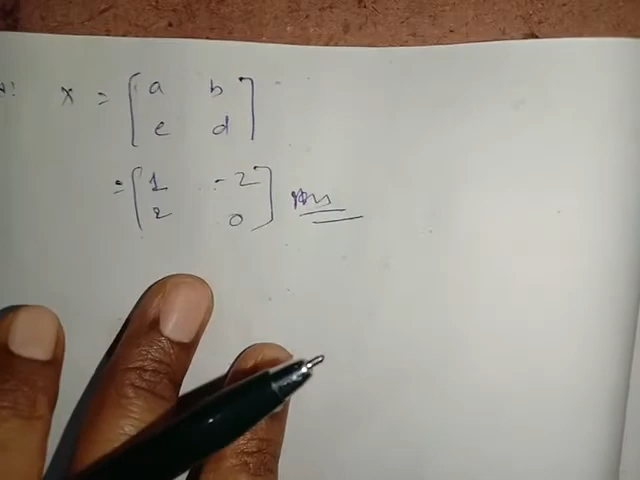 x = [ a b
c d ]
= [ 1 -2
2 0 ] Ans